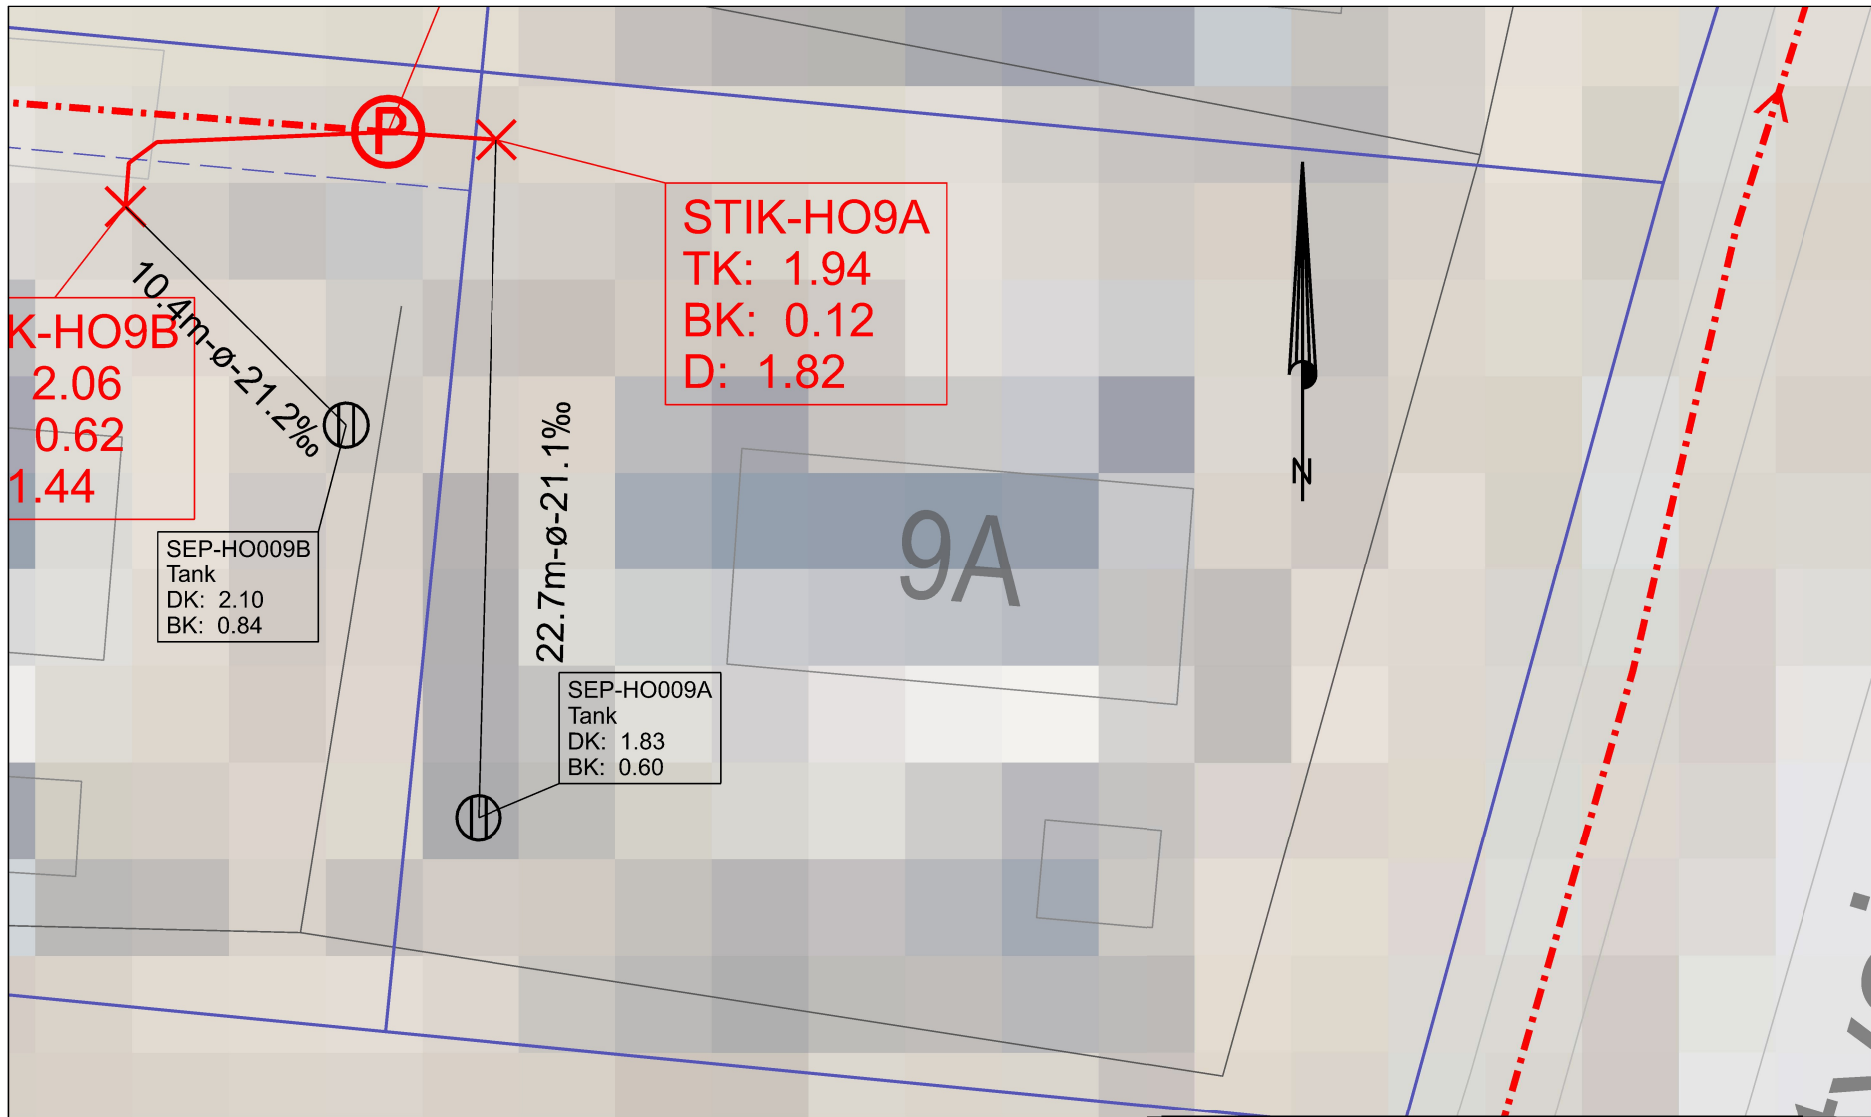 P
STIK-HO9A
TK: 1.94
BK: 0.12
D: 1.82
10.4m-ø-21.2‰
K-HO9B
2.06
0.62
1.44
22.7m-ø-21.1‰
N
9A
SEP-HO009B
Tank
DK: 2.10
BK: 0.84
SEP-HO009A
Tank
DK: 1.83
BK: 0.60